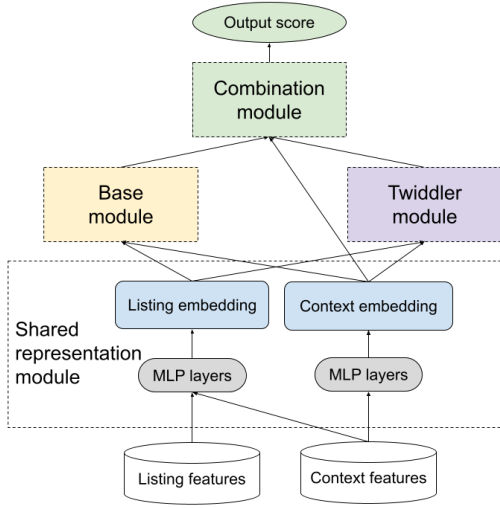 Output score
Combination
module
Base
module
Twiddler
module
Listing embedding
Context embedding
Shared
representation
module
MLP layers
MLP layers
Listing features
Context features